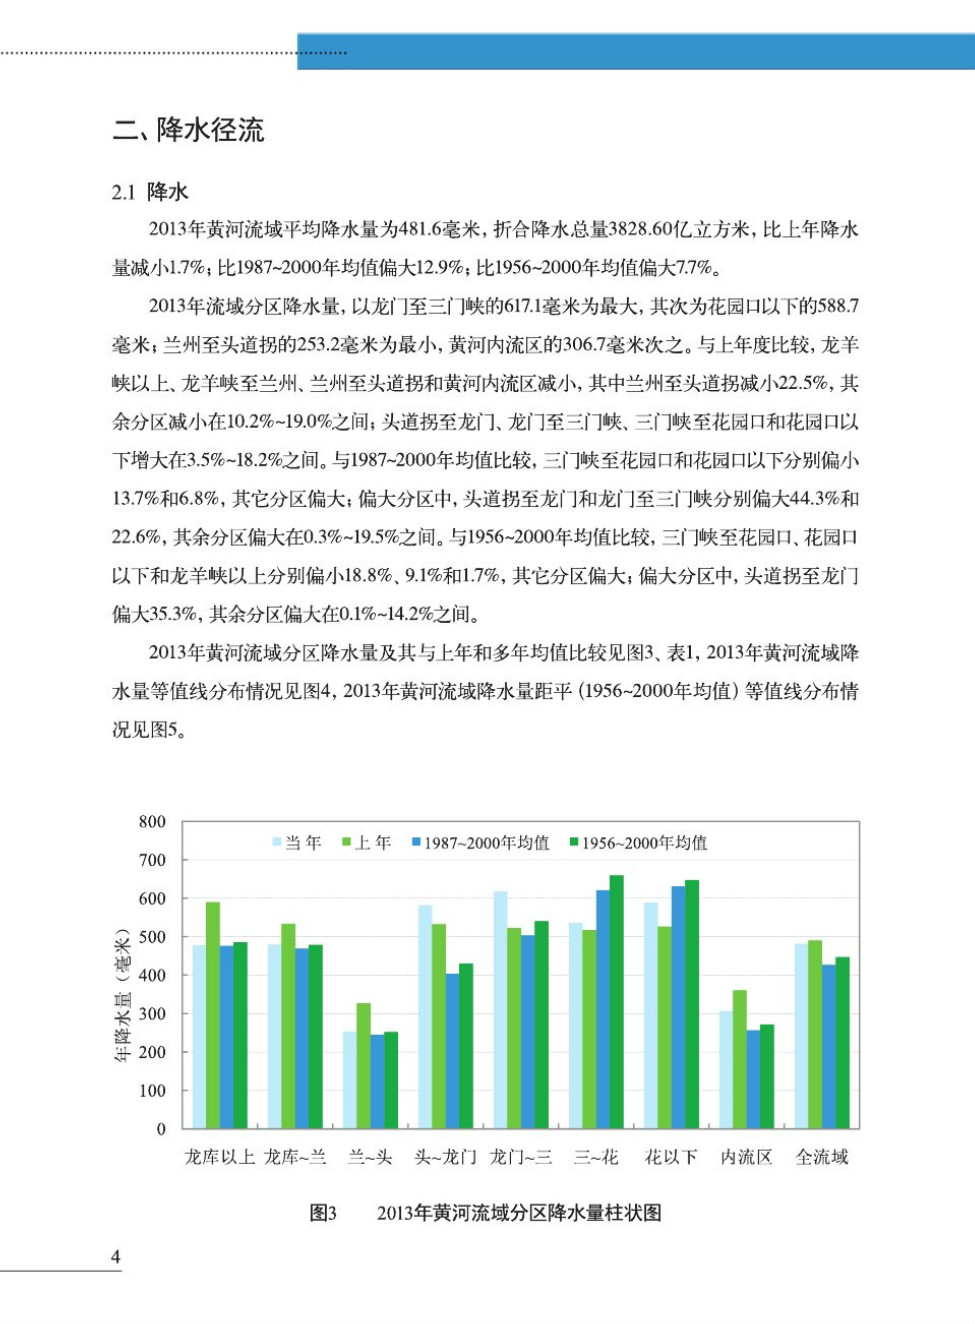 二、降水径流
2.1 降水
2013年黄河流域平均降水量为481.6毫米，折合降水总量3828.60亿立方米，比上年降水
量减小1.7%；比1987~2000年均值偏大12.9%；比1956~2000年均值偏大7.7%。
2013年流域分区降水量，以龙门至三门峡的617.1毫米为最大，其次为花园口以下的588.7
毫米；兰州至头道拐的253.2毫米为最小，黄河内流区的306.7毫米次之。与上年度比较，龙羊
峡以上、龙羊峡至兰州、兰州至头道拐和黄河内流区减小，其中兰州至头道拐减小22.5%，其
余分区减小在10.2%~19.0%之间；头道拐至龙门、龙门至三门峡、三门峡至花园口和花园口以
下增大在3.5%~18.2%之间。与1987~2000年均值比较，三门峡至花园口和花园口以下分别偏小
13.7%和6.8%，其它分区偏大；偏大分区中，头道拐至龙门和龙门至三门峡分别偏大44.3%和
22.6%，其余分区偏大在0.3%~19.5%之间。与1956~2000年均值比较，三门峡至花园口、花园口
以下和龙羊峡以上分别偏小18.8%、9.1%和1.7%，其它分区偏大；偏大分区中，头道拐至龙门
偏大35.3%，其余分区偏大在0.1%~14.2%之间。
2013年黄河流域分区降水量及其与上年和多年均值比较见图3、表1，2013年黄河流域降
水量等值线分布情况见图4，2013年黄河流域降水量距平（1956~2000年均值）等值线分布情
况见图5。
当年 上年 1987~2000年均值 1956~2000年均值
年降水量（毫米）
800
700
600
500
400
300
200
100
0
龙库以上 龙库~兰 兰~头 头~龙门 龙门~三 三~花 花以下 内流区 全流域
图3 2013年黄河流域分区降水量柱状图
4